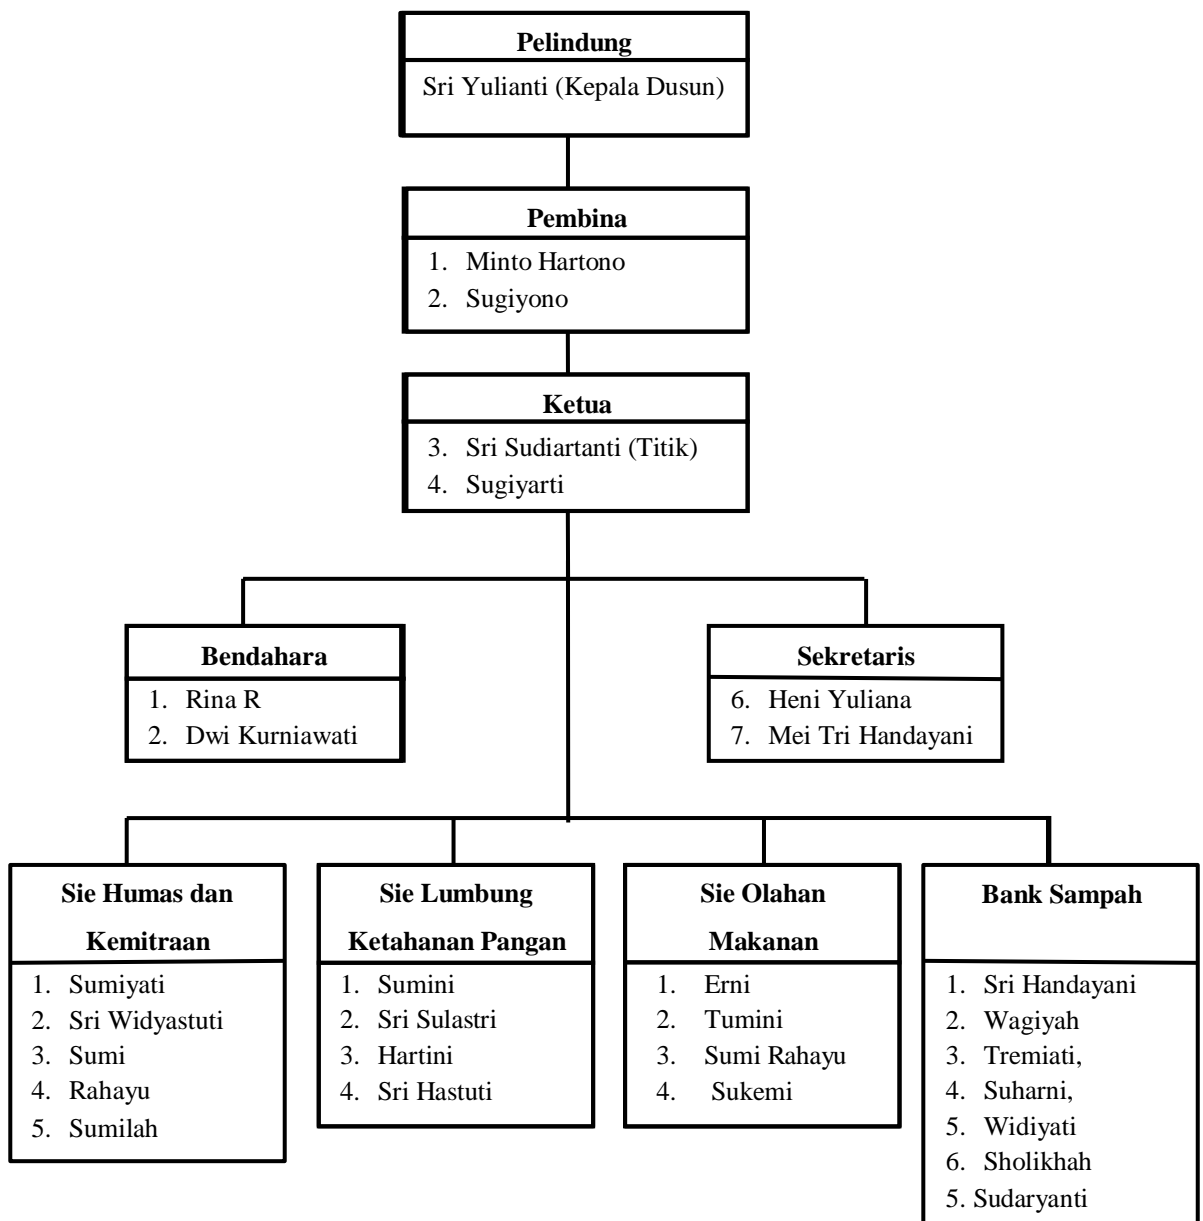 Pelindung
Sri Yulianti (Kepala Dusun)
Pembina
1. Minto Hartono
2. Sugiyono
Ketua
3. Sri Sudiartanti (Titik)
4. Sugiyarti
Bendahara
1. Rina R
2. Dwi Kurniawati
Sekretaris
6. Heni Yuliana
7. Mei Tri Handayani
Sie Humas dan
Kemitraan
1. Sumiyati
2. Sri Widyastuti
3. Sumi
4. Rahayu
5. Sumilah
Sie Lumbung
Ketahanan Pangan
1. Sumini
2. Sri Sulastri
3. Hartini
4. Sri Hastuti
Sie Olahan
Makanan
1. Erni
2. Tumini
3. Sumi Rahayu
4. Sukemi
Bank Sampah
1. Sri Handayani
2. Wagiyah
3. Tremiati,
4. Suharni,
5. Widiyati
6. Sholikhah
5. Sudaryanti